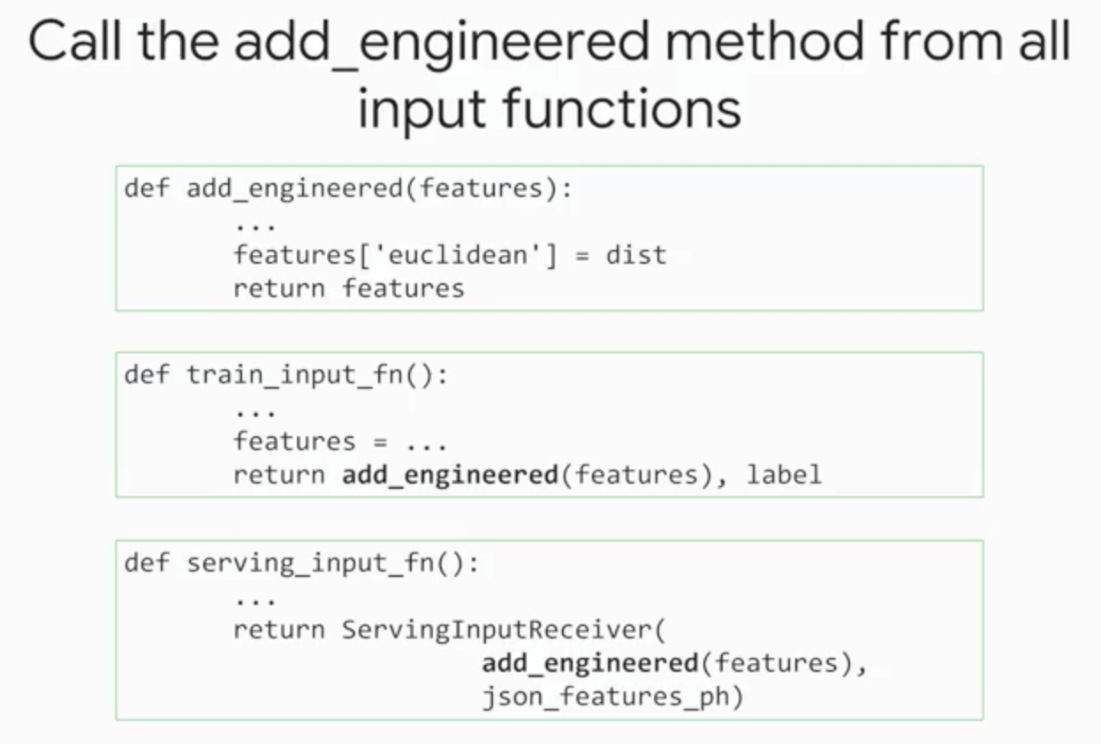 Call the add_engineered method from all
input functions
def add_engineered(features):
...
features['euclidean'] = dist
return features
def train_input_fn():
...
features = ...
return add_engineered(features), label
def serving_input_fn():
...
return ServingInputReceiver(
add_engineered(features),
json_features_ph)